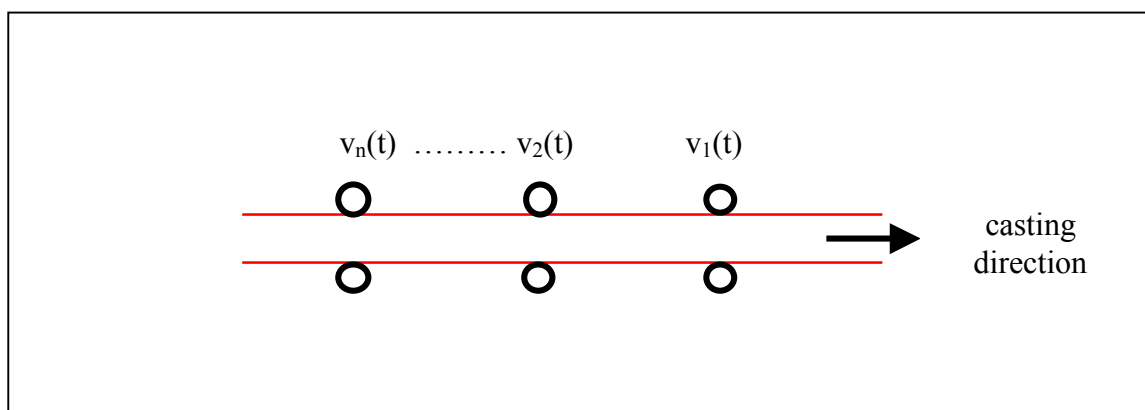 vₙ(t) ......... v₂(t) v₁(t)
casting
direction